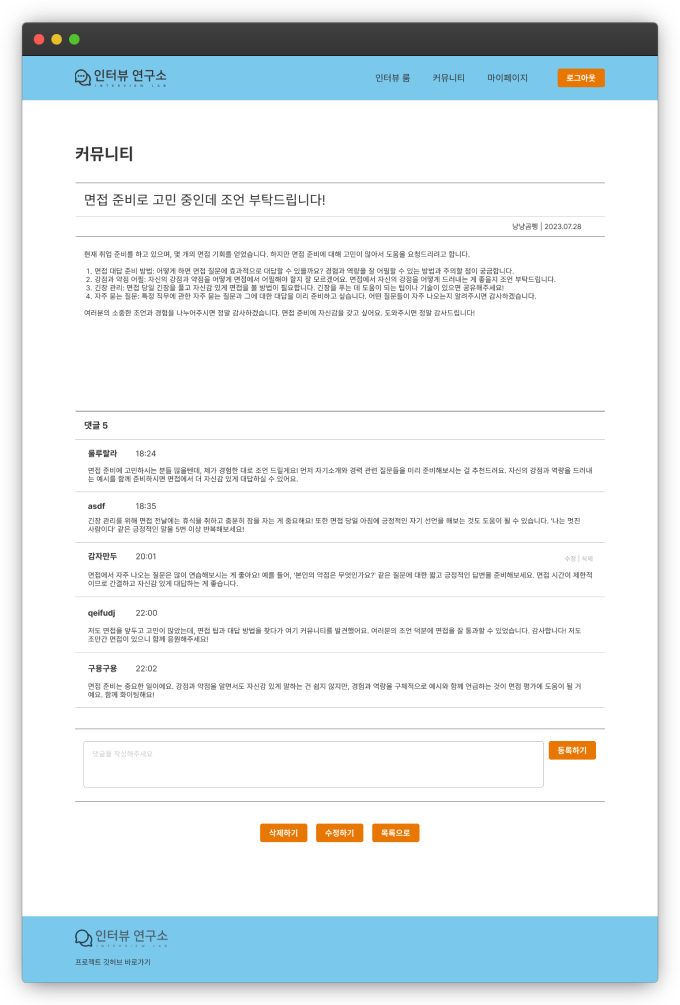 인터뷰 연구소
INTERVIEW LAB
인터뷰 룸 커뮤니티 마이페이지 로그아웃
커뮤니티
면접 준비로 고민 중인데 조언 부탁드립니다!
냥냥곰팽 | 2023.07.28
현재 취업 준비를 하고 있으며, 몇 개의 면접 기회를 얻었습니다. 하지만 면접 준비에 대해 고민이 많아서 도움을 요청드리려고 합니다.
1. 면접 대답 준비 방법: 어떻게 하면 면접 질문에 효과적으로 대답할 수 있을까요? 경험과 역량을 잘 어필할 수 있는 방법과 주의할 점이 궁금합니다.
2. 강점과 약점 어필: 자신의 강점과 약점을 어떻게 면접에서 어필해야 할지 잘 모르겠어요. 면접에서 자신의 강점을 어떻게 드러내는 게 좋을지 조언 부탁드립니다.
3. 긴장 관리: 면접 당일 긴장을 풀고 자신감 있게 면접을 볼 방법이 필요합니다. 긴장을 푸는 데 도움이 되는 팁이나 기술이 있으면 공유해주세요!
4. 자주 묻는 질문: 특정 직무에 관한 자주 묻는 질문과 그에 대한 대답을 미리 준비하고 싶습니다. 어떤 질문들이 자주 나오는지 알려주시면 감사하겠습니다.
여러분의 소중한 조언과 경험을 나누어주시면 정말 감사하겠습니다. 면접 준비에 자신감을 갖고 싶어요. 도와주시면 정말 감사드립니다!
댓글 5
룰루랄라 18:24
면접 준비에 고민하시는 분들 많을텐데, 제가 경험한 대로 조언 드릴게요! 먼저 자기소개와 경력 관련 질문들을 미리 준비해보시는 걸 추천드려요. 자신의 강점과 역량을 드러내
는 예시를 함께 준비하시면 면접에서 더 자신감 있게 대답하실 수 있어요.
asdf 18:35
긴장 관리를 위해 면접 전날에는 휴식을 취하고 충분히 잠을 자는 게 중요해요! 또한 면접 당일 아침에 긍정적인 자기 선언을 해보는 것도 도움이 될 수 있습니다. '나는 멋진
사람이다' 같은 긍정적인 말을 5번 이상 반복해보세요!
감자만두 20:01
수정 | 삭제
면접에서 자주 나오는 질문은 많이 연습해보시는 게 좋아요! 예를 들어, '본인의 약점은 무엇인가요?' 같은 질문에 대한 짧고 긍정적인 답변을 준비해보세요. 면접 시간이 제한적
이므로 간결하고 자신감 있게 대답하는 게 좋습니다.
qeifudj 22:00
저도 면접을 앞두고 고민이 많았는데, 면접 팁과 대답 방법을 찾다가 여기 커뮤니티를 발견했어요. 여러분의 조언 덕분에 면접을 잘 통과할 수 있었습니다. 감사합니다! 저도
조만간 면접이 있으니 함께 응원해주세요!
구용구용 22:02
면접 준비는 중요한 일이에요. 강점과 약점을 알면서도 자신감 있게 말하는 건 쉽지 않지만, 경험과 역량을 구체적으로 예시와 함께 언급하는 것이 면접 평가에 도움이 될 거
예요. 함께 화이팅해요!
댓글을 작성해주세요
등록하기
삭제하기 수정하기 목록으로
인터뷰 연구소
INTERVIEW LAB
프로젝트 깃허브 바로가기